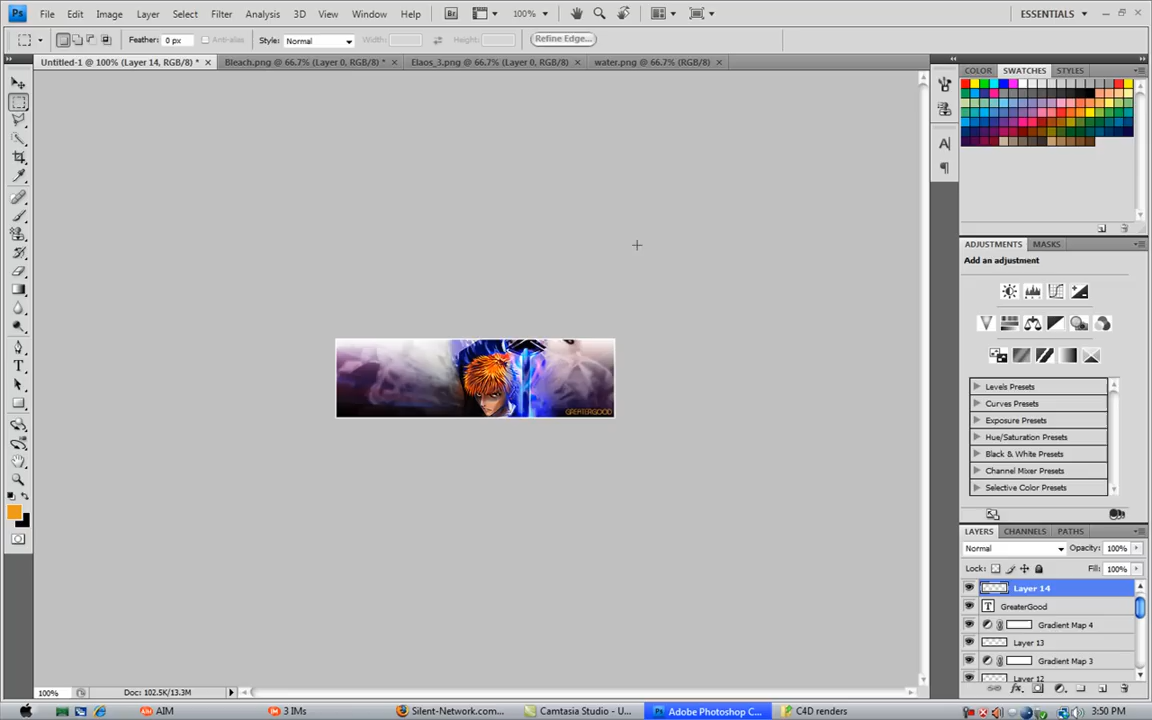 Ps File Edit Image Layer Select Filter Analysis 3D View Window Help Br 100% ESSENTIALS
Feather: 0 px Anti-alias Style: Normal Width: Height: Refine Edge...
Untitled-1 @ 100% (Layer 14, RGB/8) * Bleach.png @ 66.7% (Layer 0, RGB/8) * Elaos_3.png @ 66.7% (Layer 0, RGB/8) water.png @ 66.7% (RGB/8)
COLOR SWATCHES STYLES
ADJUSTMENTS MASKS
Add an adjustment
GREATERGOOD
Levels Presets
Curves Presets
Exposure Presets
Hue/Saturation Presets
Black & White Presets
Channel Mixer Presets
Selective Color Presets
LAYERS CHANNELS PATHS
Normal Opacity: 100%
Lock: Fill: 100%
Layer 14
T GreaterGood
Gradient Map 4
Layer 13
Gradient Map 3
Layer 12
100% Doc: 102.5K/13.3M
AIM 3 IMs Silent-Network.com... Camtasia Studio - U... Adobe Photoshop C... C4D renders 3:50 PM